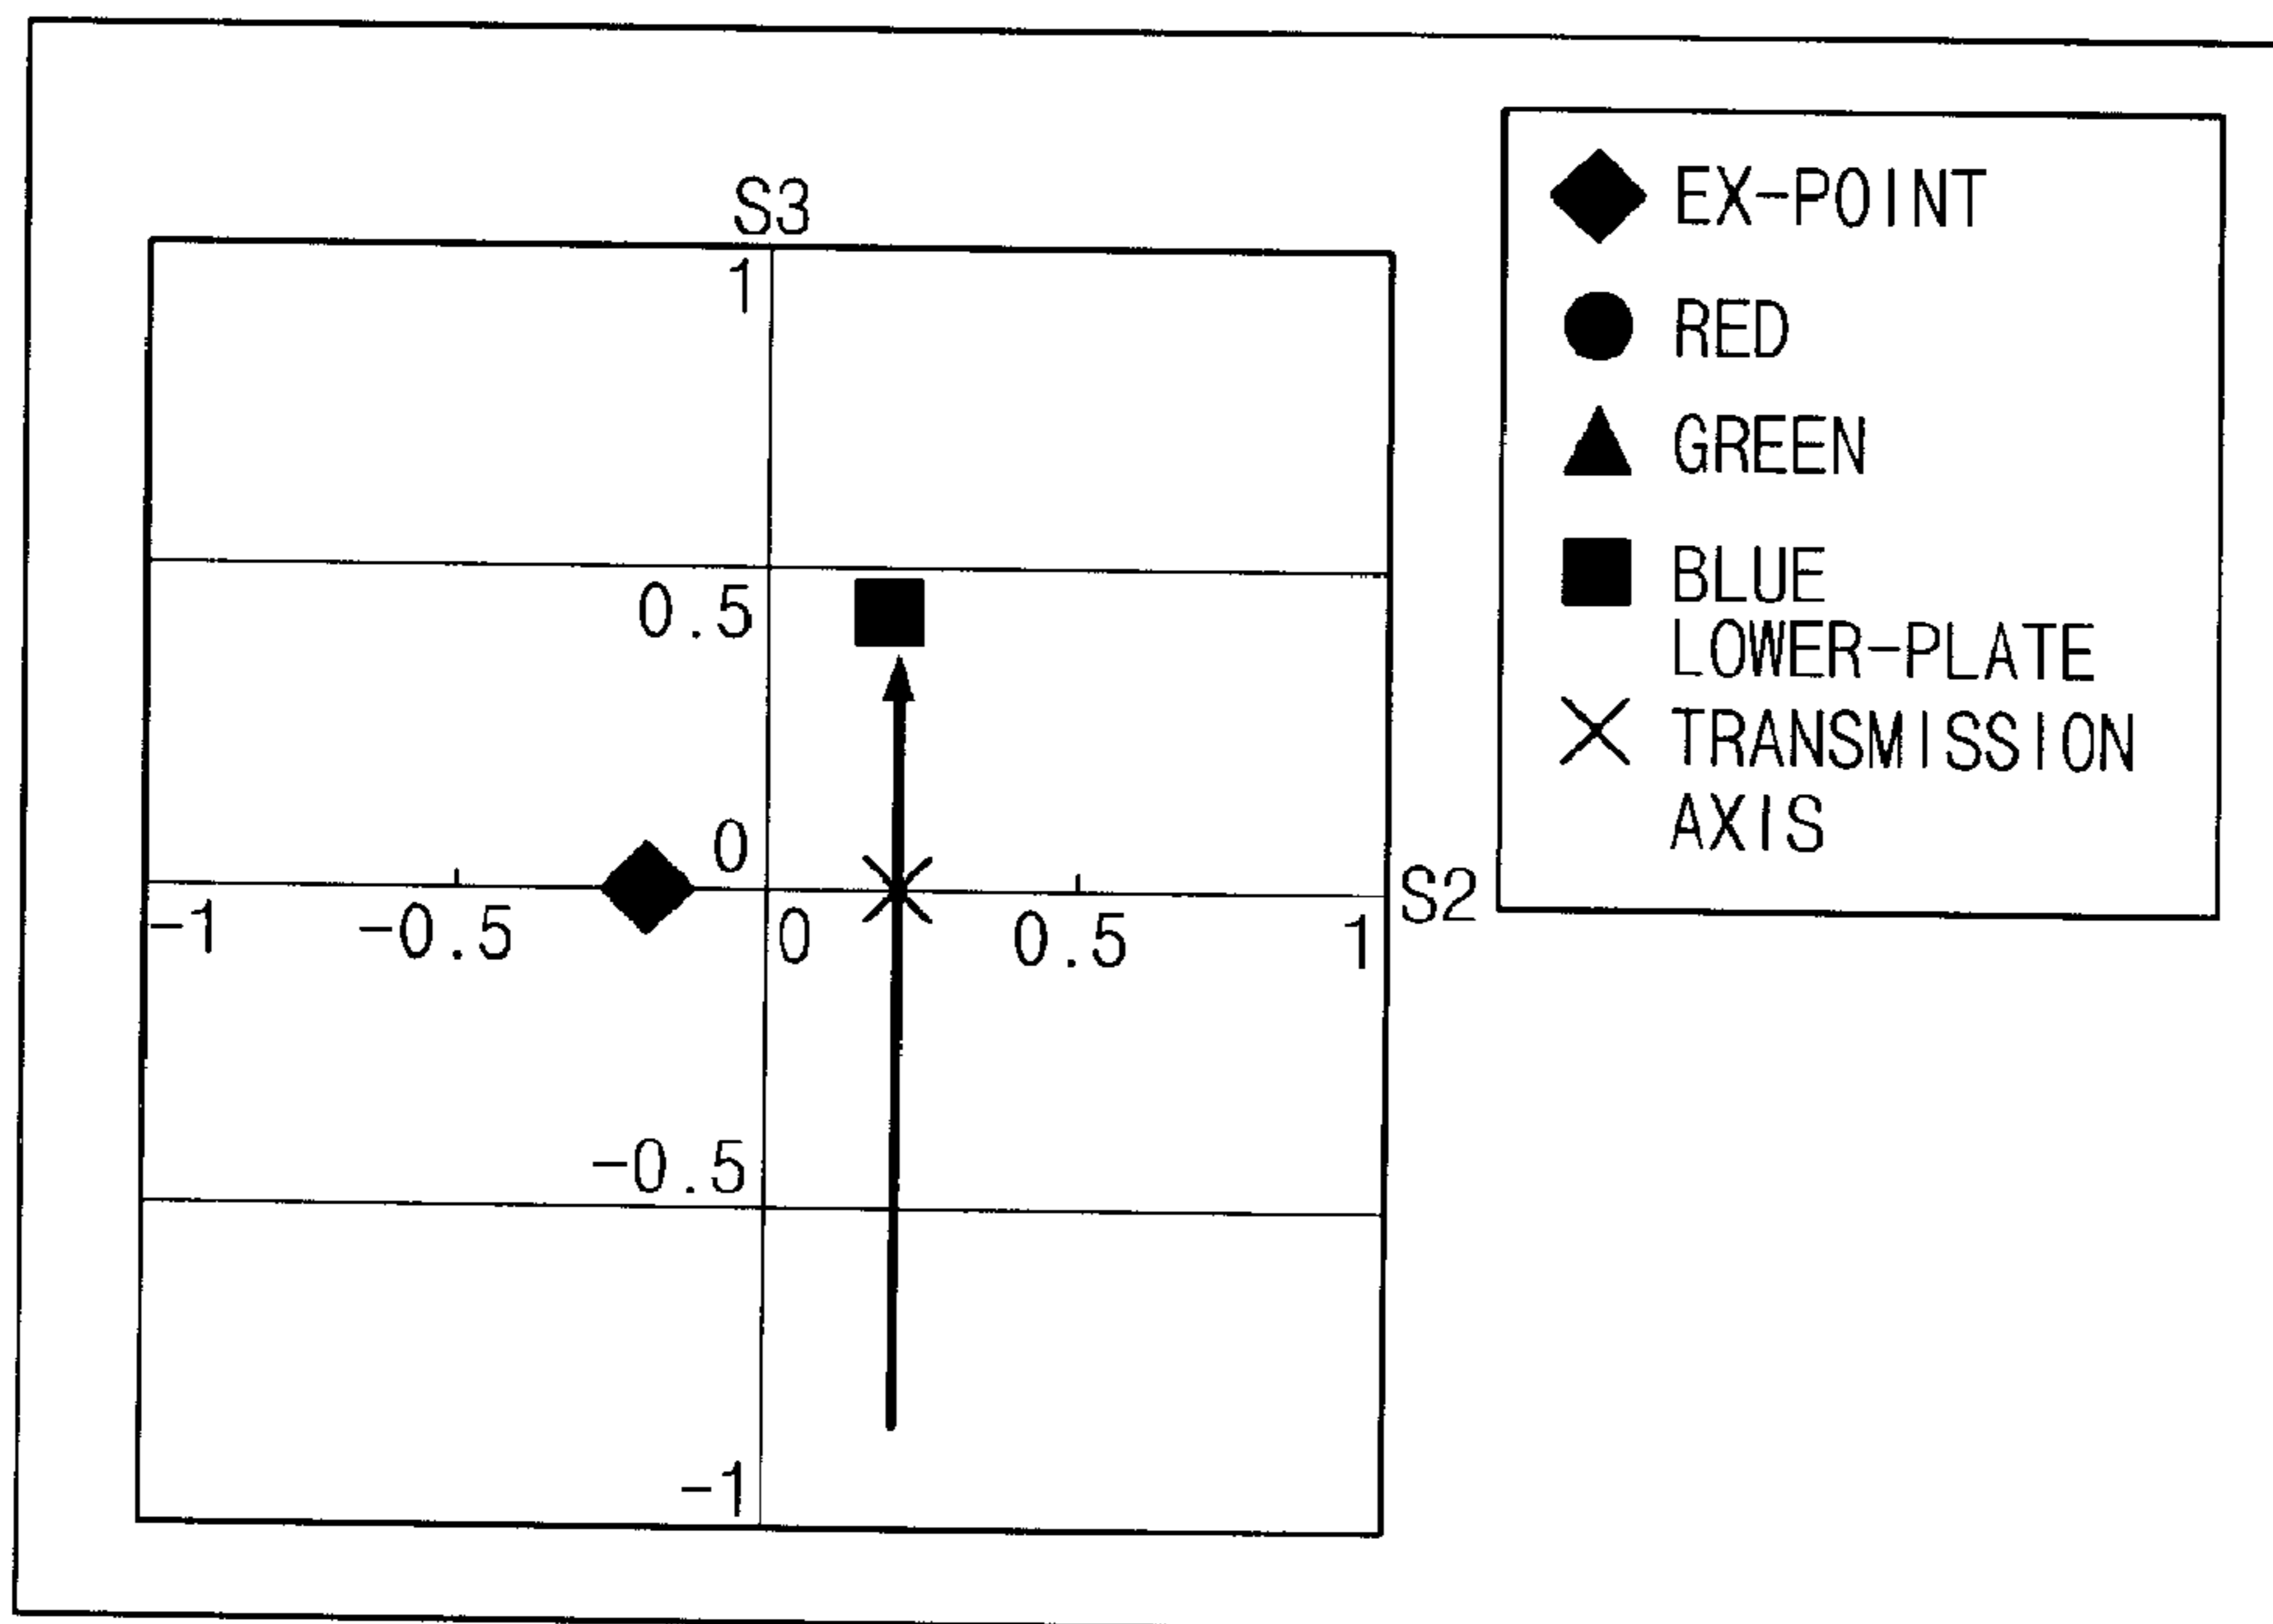 S3
1
0.5
0
-1
-0.5
0
0.5
1
S2
-0.5
-1
EX-POINT
RED
GREEN
BLUE
LOWER-PLATE
TRANSMISSION
AXIS